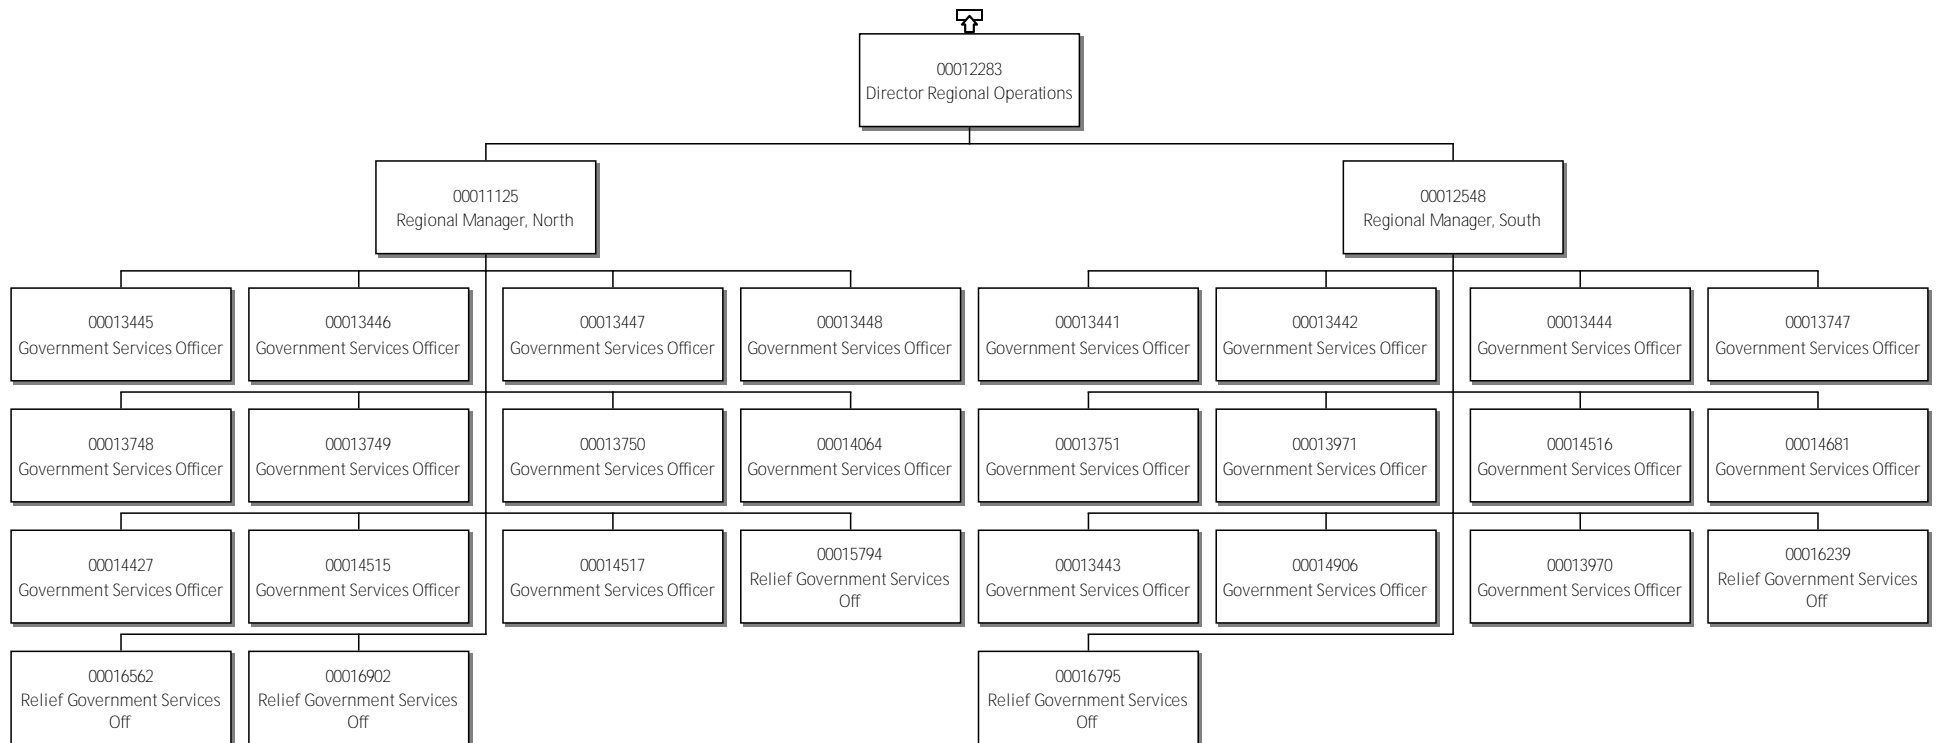 00012283
Director Regional Operations
00011125
Regional Manager, North
00012548
Regional Manager, South
00013445
Government Services Officer
00013446
Government Services Officer
00013447
Government Services Officer
00013448
Government Services Officer
00013441
Government Services Officer
00013442
Government Services Officer
00013444
Government Services Officer
00013747
Government Services Officer
00013748
Government Services Officer
00013749
Government Services Officer
00013750
Government Services Officer
00014064
Government Services Officer
00013751
Government Services Officer
00013971
Government Services Officer
00014516
Government Services Officer
00014681
Government Services Officer
00014427
Government Services Officer
00014515
Government Services Officer
00014517
Government Services Officer
00015794
Relief Government Services
Off
00013443
Government Services Officer
00014906
Government Services Officer
00013970
Government Services Officer
00016239
Relief Government Services
Off
00016562
Relief Government Services
Off
00016902
Relief Government Services
Off
00016795
Relief Government Services
Off